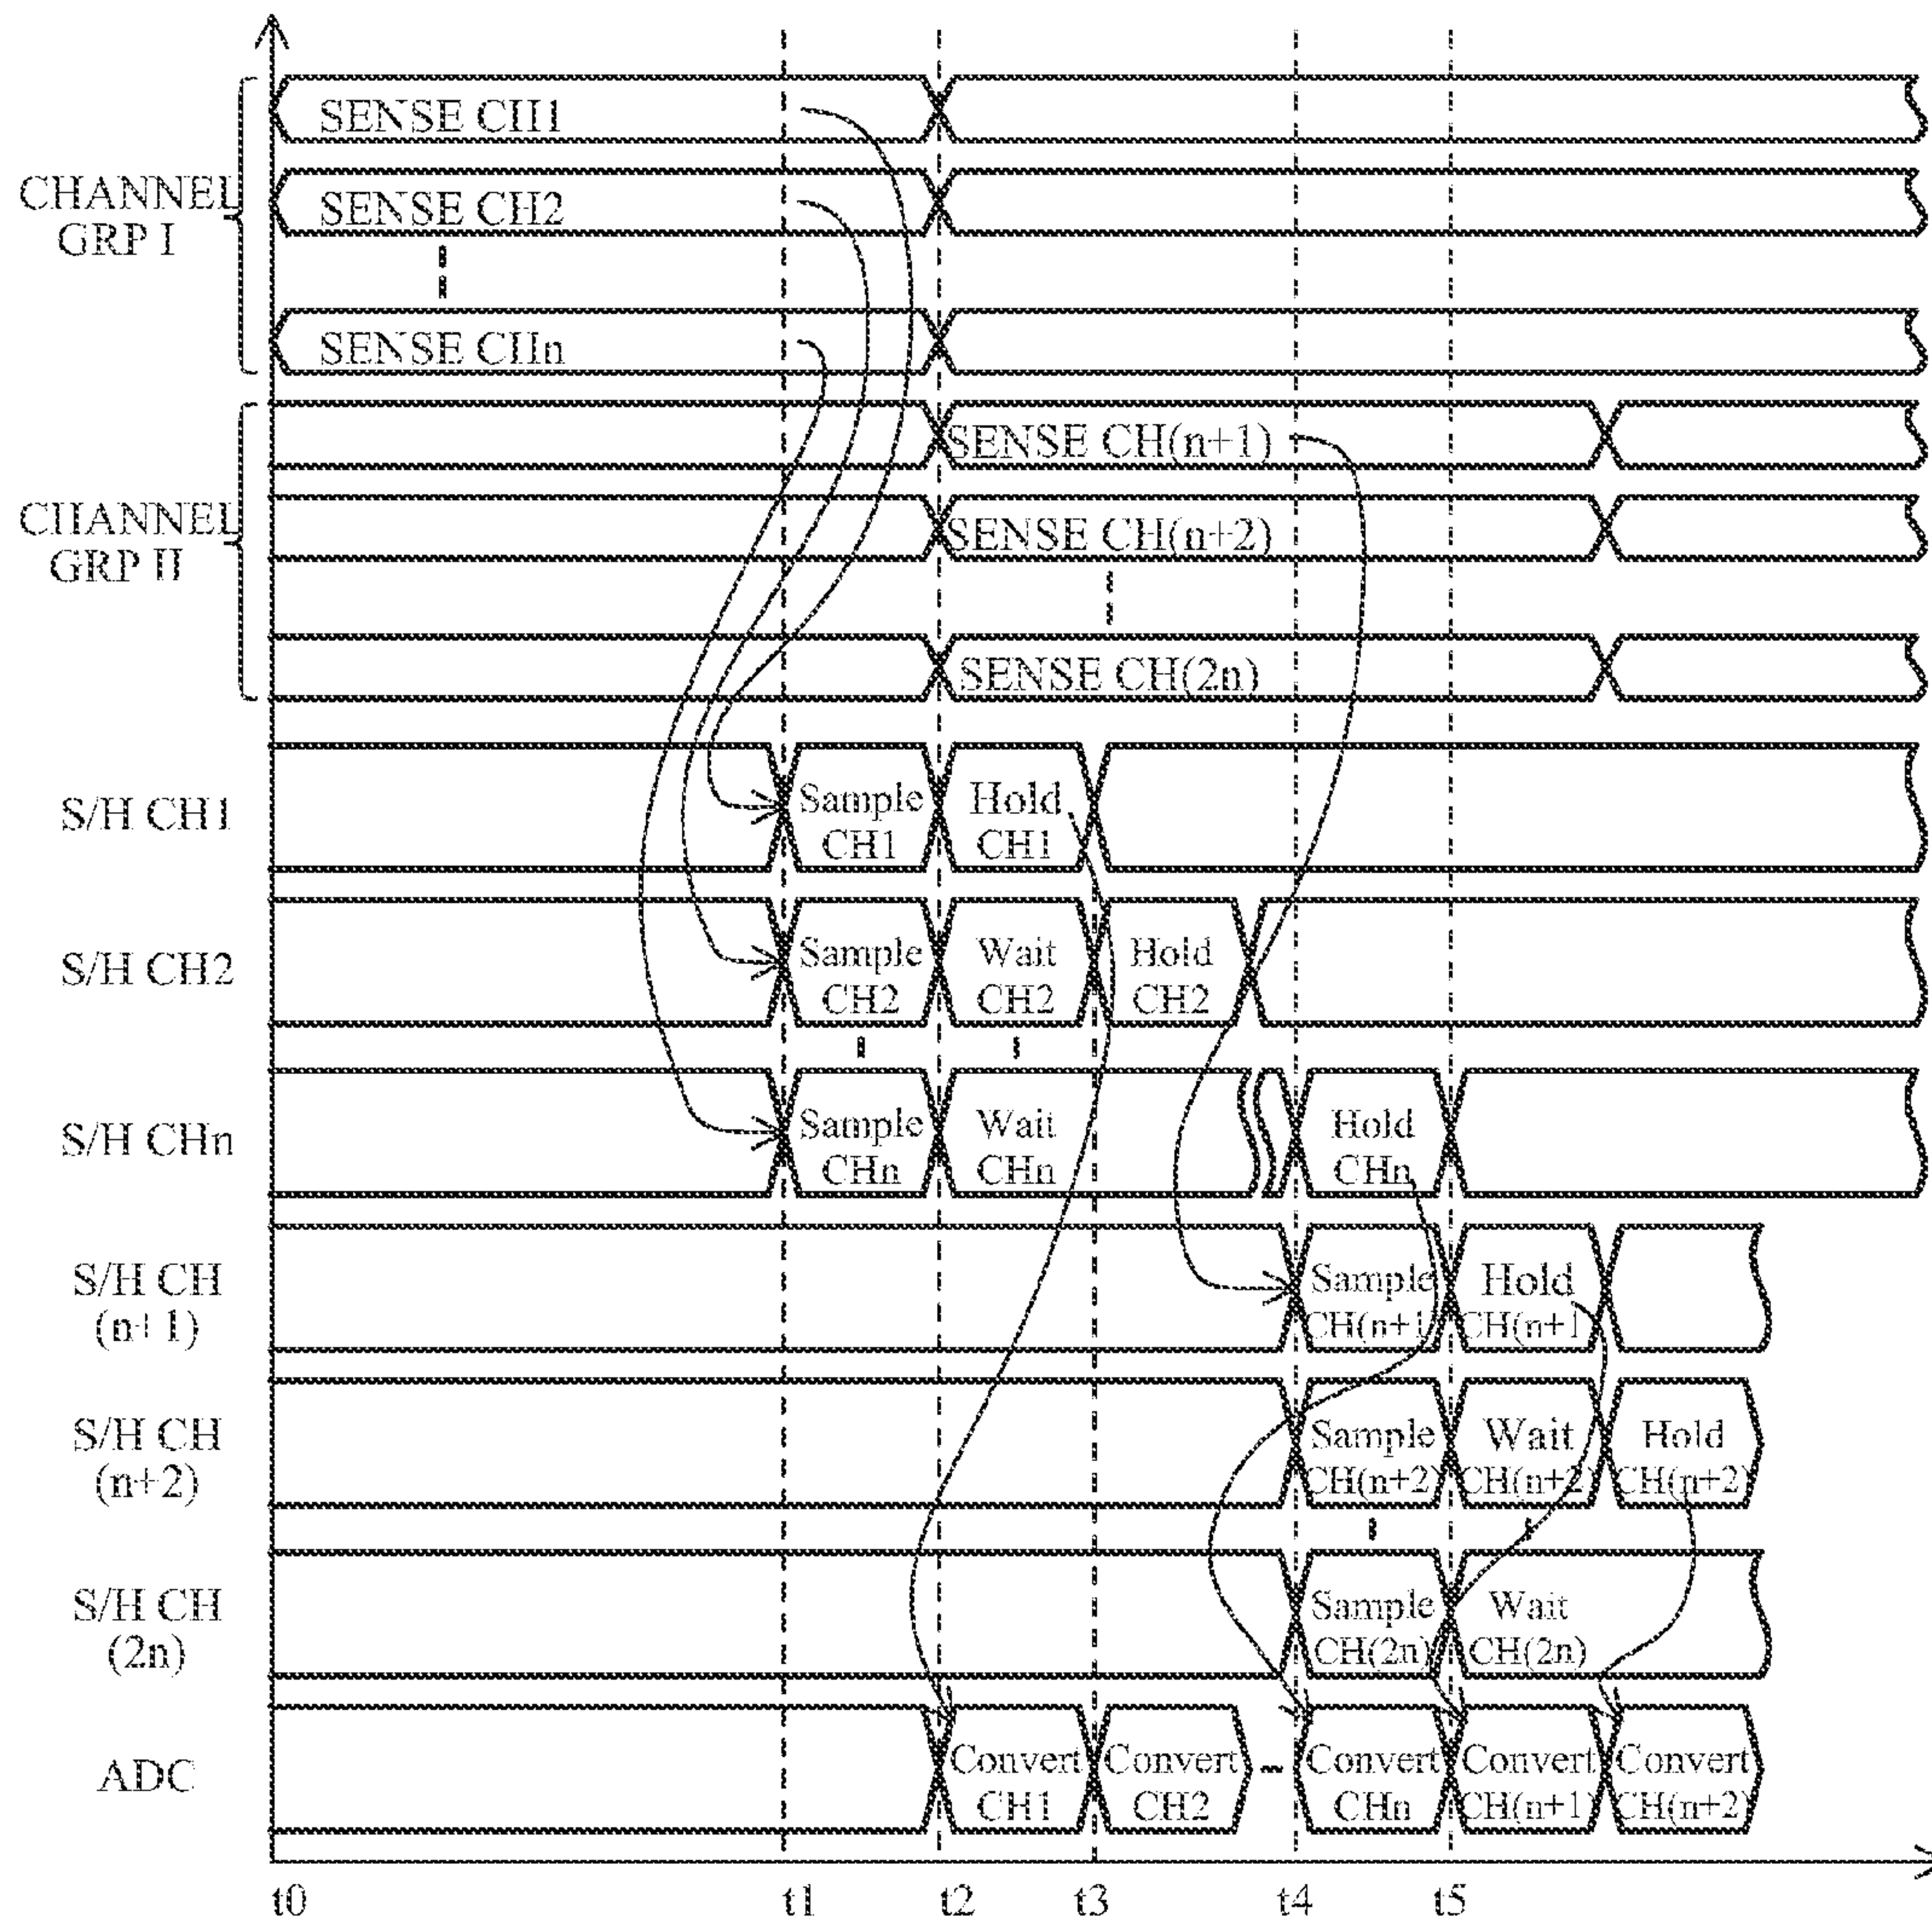 SENSE CH1
CHANNEL
GRP I
SENSE CH2
SENSE CHn
CHANNEL
GRP II
SENSE CH(n+1)
SENSE CH(n+2)
SENSE CH(2n)
S/H CH1
Sample
CH1
Hold
CH1
S/H CH2
Sample
CH2
Wait
CH2
Hold
CH2
S/H CHn
Sample
CHn
Wait
CHn
Hold
CHn
S/H CH
(n+1)
Sample
CH(n+1)
Hold
CH(n+1)
S/H CH
(n+2)
Sample
CH(n+2)
Wait
CH(n+2)
Hold
CH(n+2)
S/H CH
(2n)
Sample
CH(2n)
Wait
CH(2n)
ADC
Convert
CH1
Convert
CH2
Convert
CHn
Convert
CH(n+1)
Convert
CH(n+2)
t0 t1 t2 t3 t4 t5